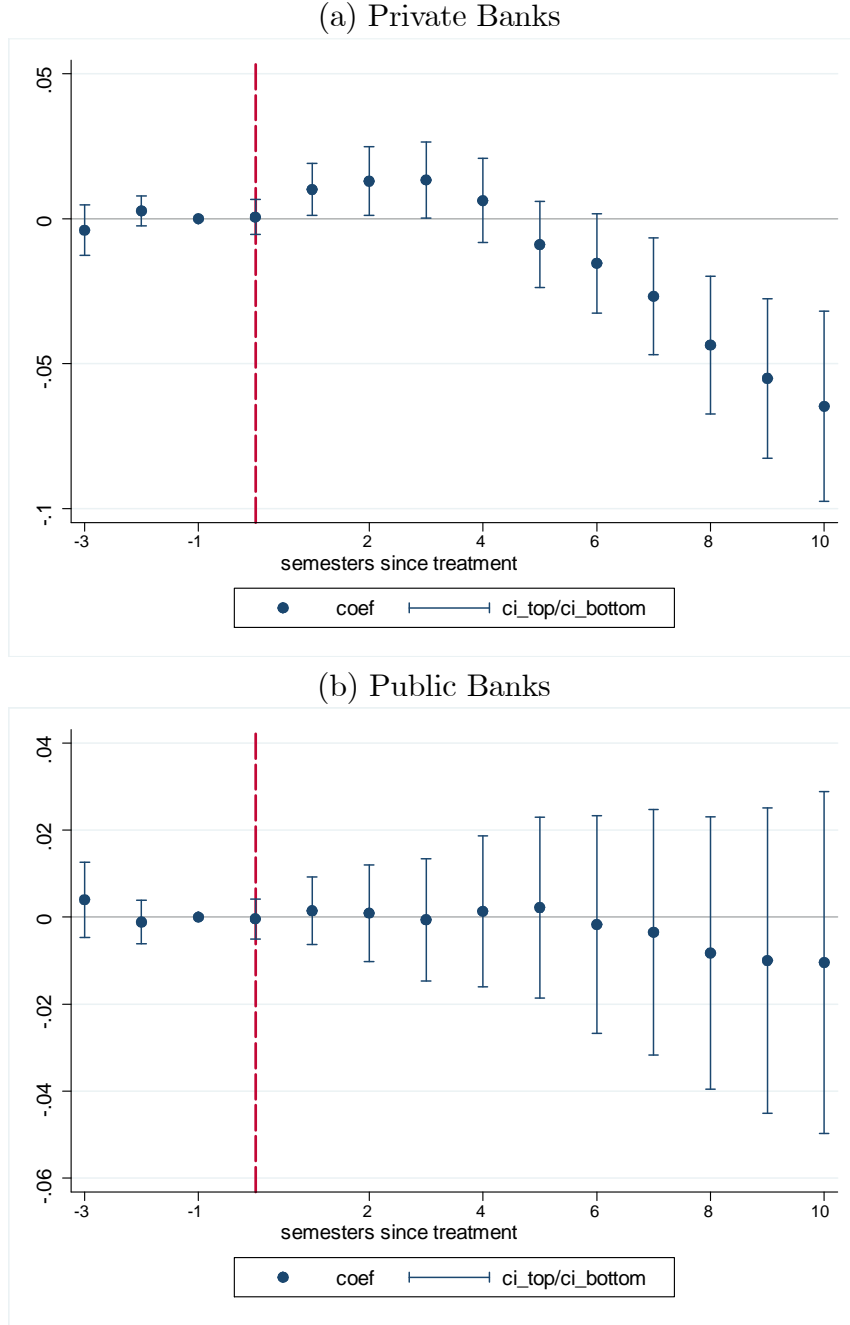 (a) Private Banks
.05
0
-.05
-.1
-3 -1 2 4 6 8 10
semesters since treatment
coef ci_top/ci_bottom
(b) Public Banks
.04
.02
0
-.02
-.04
-.06
-3 -1 2 4 6 8 10
semesters since treatment
coef ci_top/ci_bottom